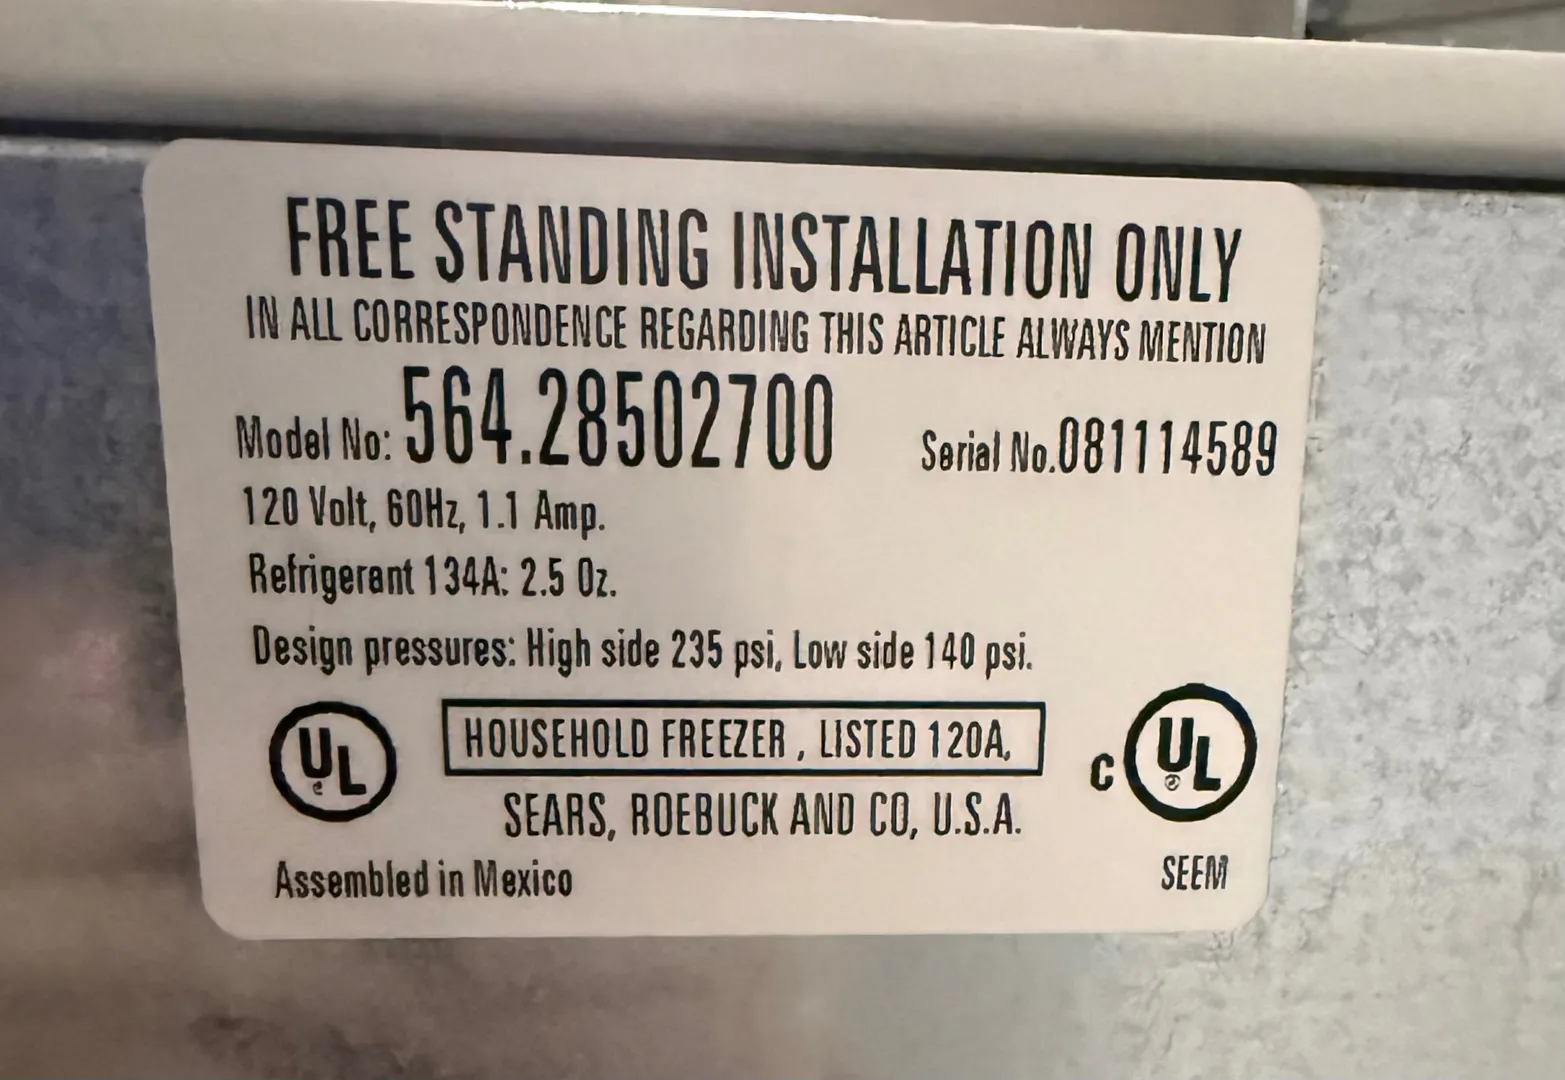 FREE STANDING INSTALLATION ONLY
IN ALL CORRESPONDENCE REGARDING THIS ARTICLE ALWAYS MENTION
Model No: 564.28502700 Serial No.081114589
120 Volt, 60Hz, 1.1 Amp.
Refrigerant 134A: 2.5 Oz.
Design pressures: High side 235 psi, Low side 140 psi.
UL HOUSEHOLD FREEZER , LISTED 120A, c UL
SEARS, ROEBUCK AND CO, U.S.A.
Assembled in Mexico SEEM